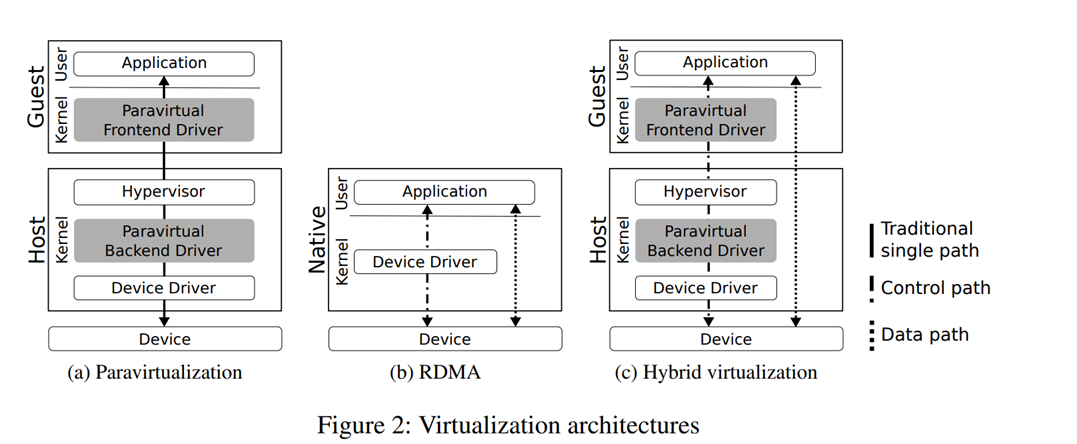 Guest
User
Application
Kernel
Paravirtual
Frontend Driver
Host
Kernel
Hypervisor
Paravirtual
Backend Driver
Device Driver
Device
(a) Paravirtualization
Native
User
Application
Kernel
Device Driver
Device
(b) RDMA
Guest
User
Application
Kernel
Paravirtual
Frontend Driver
Host
Kernel
Hypervisor
Paravirtual
Backend Driver
Device Driver
Device
(c) Hybrid virtualization
Traditional
single path
Control path
Data path
Figure 2: Virtualization architectures